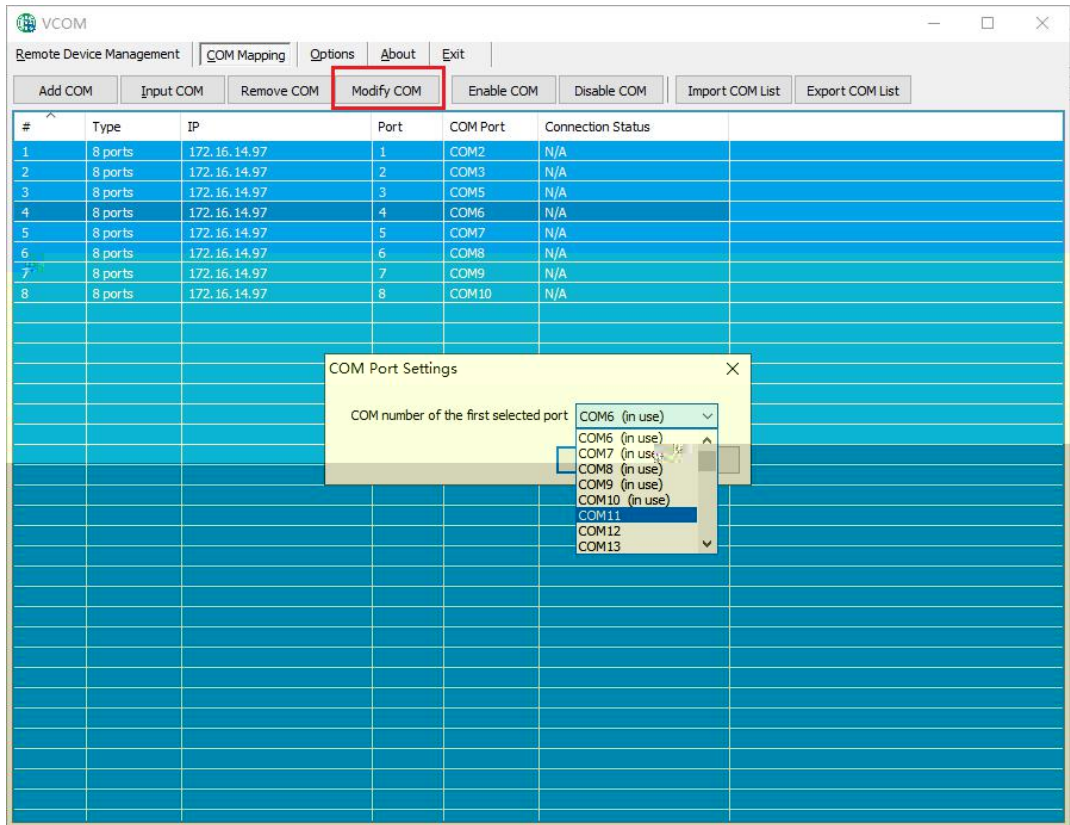 VCOM
Remote Device Management COM Mapping Options About Exit
Add COM Input COM Remove COM Modify COM Enable COM Disable COM Import COM List Export COM List
# Type IP Port COM Port Connection Status
1 8 ports 172.16.14.97 1 COM2 N/A
2 8 ports 172.16.14.97 2 COM3 N/A
3 8 ports 172.16.14.97 3 COM5 N/A
4 8 ports 172.16.14.97 4 COM6 N/A
5 8 ports 172.16.14.97 5 COM7 N/A
6 8 ports 172.16.14.97 6 COM8 N/A
7 8 ports 172.16.14.97 7 COM9 N/A
8 8 ports 172.16.14.97 8 COM10 N/A
COM Port Settings
COM number of the first selected port COM6 (in use)
COM6 (in use)
COM7 (in use)
COM8 (in use)
COM9 (in use)
COM10 (in use)
COM11
COM12
COM13